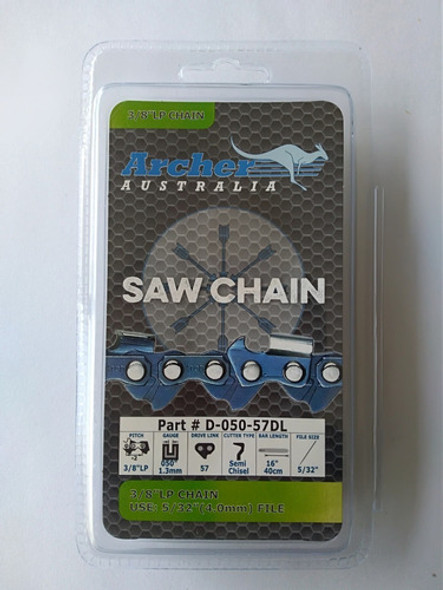 3/8"LP CHAIN
Archer
AUSTRALIA
SAW CHAIN
Part # D-050-57DL
PITCH GAUGE DRIVE LINK CUTTER TYPE BAR LENGTH FILE SIZE
3/8"LP .050" 1.3mm 57 Semi Chisel 16" 40cm 5/32"
3/8"LP CHAIN
USE: 5/32"(4.0mm) FILE